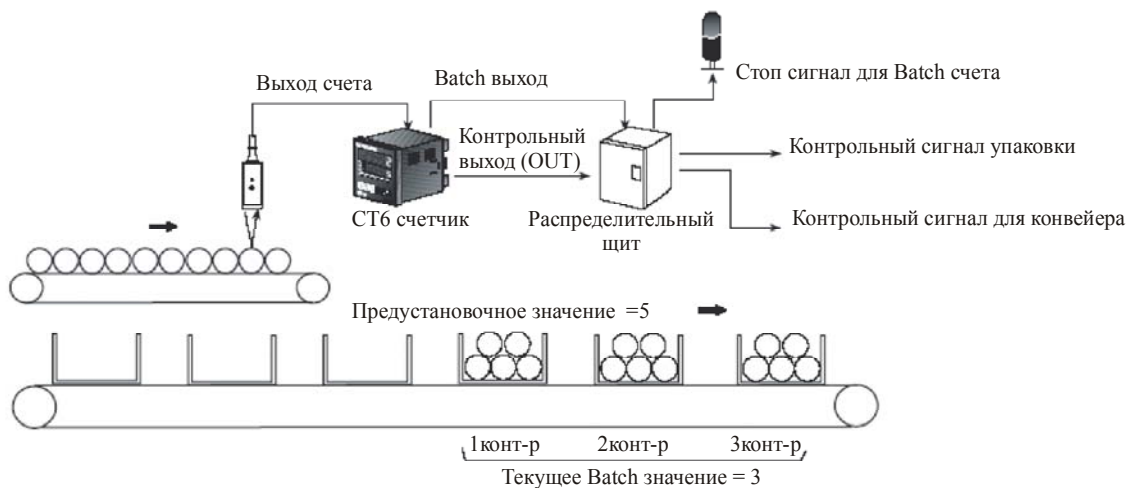 Выход счета
Batch выход
Стоп сигнал для Batch счета
Контрольный
выход (OUT)
Контрольный сигнал упаковки
СТ6 счетчик
Распределительный
щит
Контрольный сигнал для конвейера
Предустановочное значение =5
1конт-р
2конт-р
3конт-р
Текущее Batch значение = 3